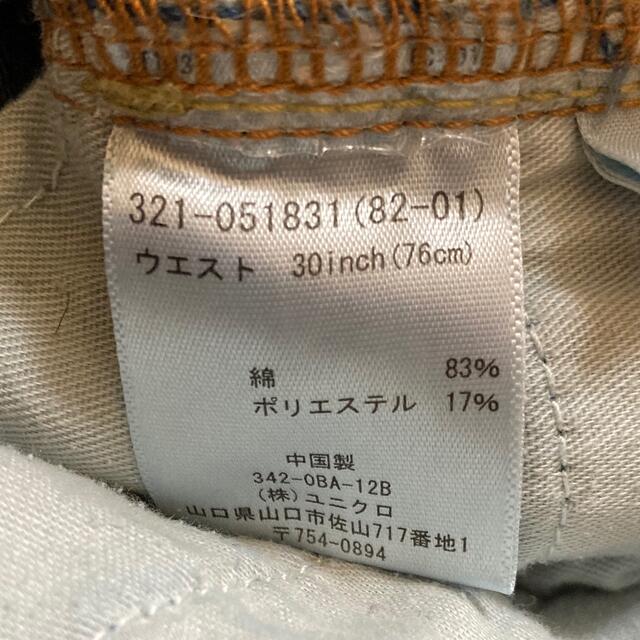 321-051831(82-01)
ウエスト 30inch(76cm)
綿 83%
ポリエステル 17%
中国製
342-0BA-12B
(株)ユニクロ
山口県山口市佐山717番地1
〒754-0894